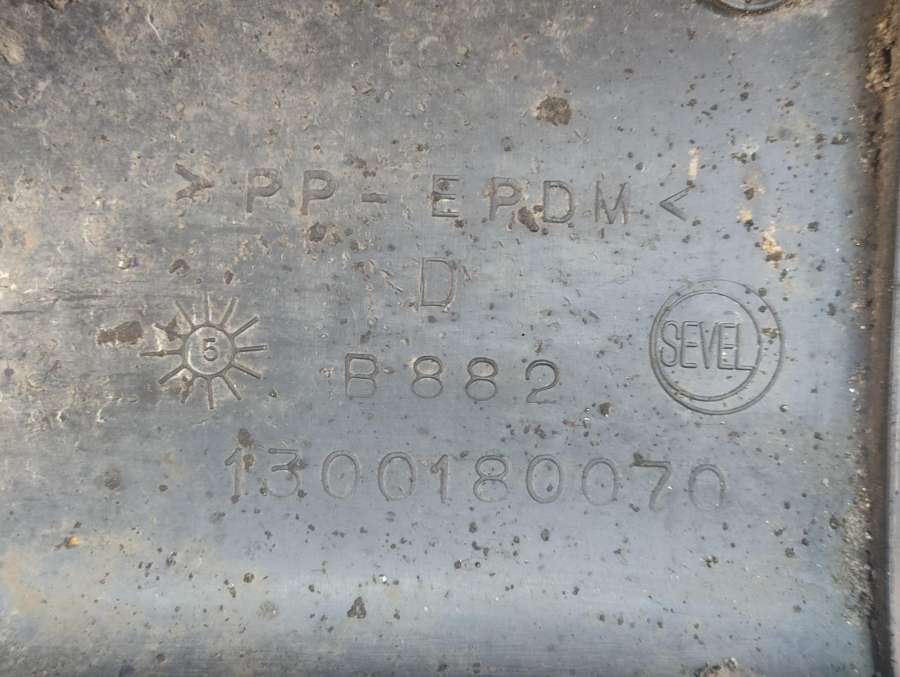 >PP-EPDM<
D
5
B882
SEVEL
1300180070